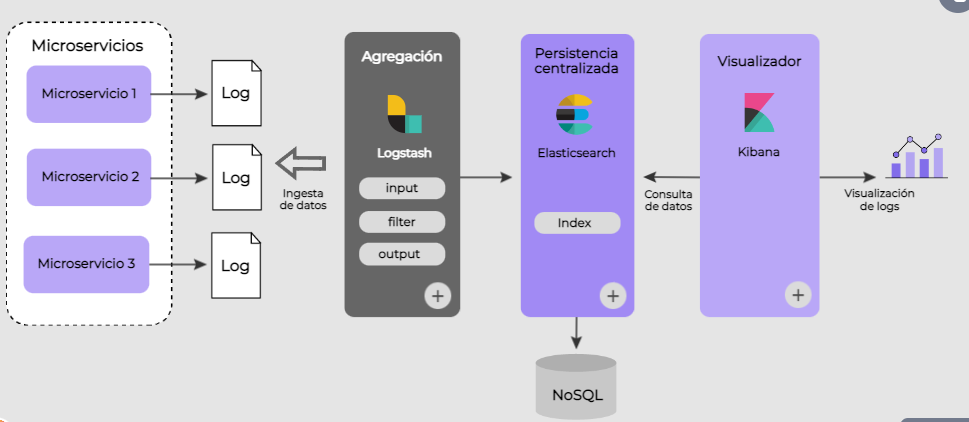 Microservicios
Microservicio 1
Microservicio 2
Microservicio 3
Log
Log
Log
Ingesta
de datos
Agregación
Logstash
input
filter
output
+
Persistencia
centralizada
Elasticsearch
Index
+
NoSQL
Consulta
de datos
Visualizador
Kibana
+
Visualización
de logs